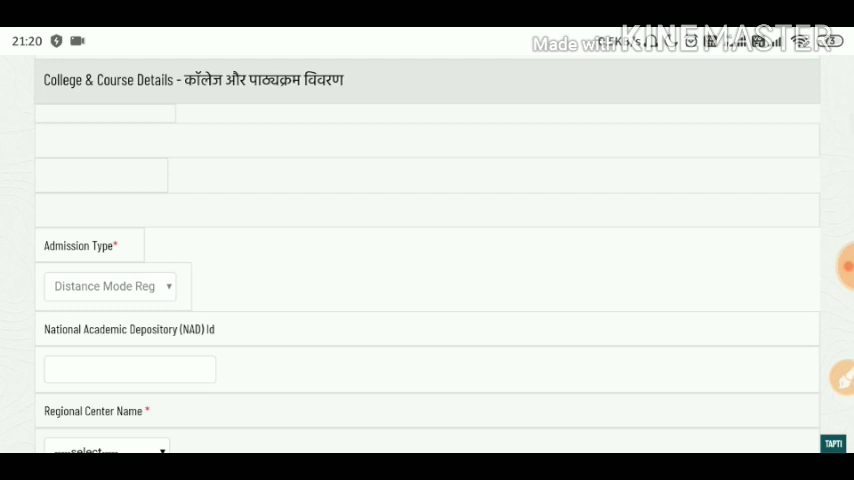 21:20
Made with KINEMASTER
College & Course Details - कॉलेज और पाठ्यक्रम विवरण
Admission Type*
Distance Mode Reg
National Academic Depository (NAD) Id
Regional Center Name *
----select----
TAPTI